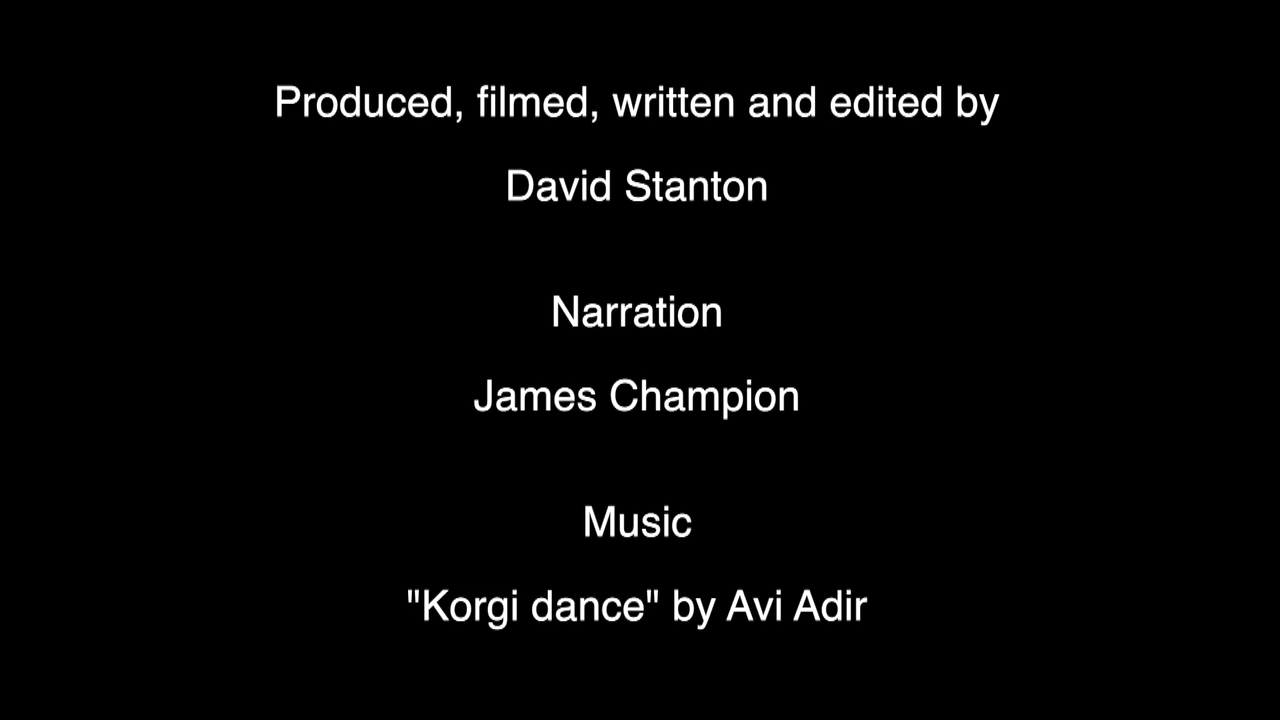 Produced, filmed, written and edited by
David Stanton
Narration
James Champion
Music
"Korgi dance" by Avi Adir